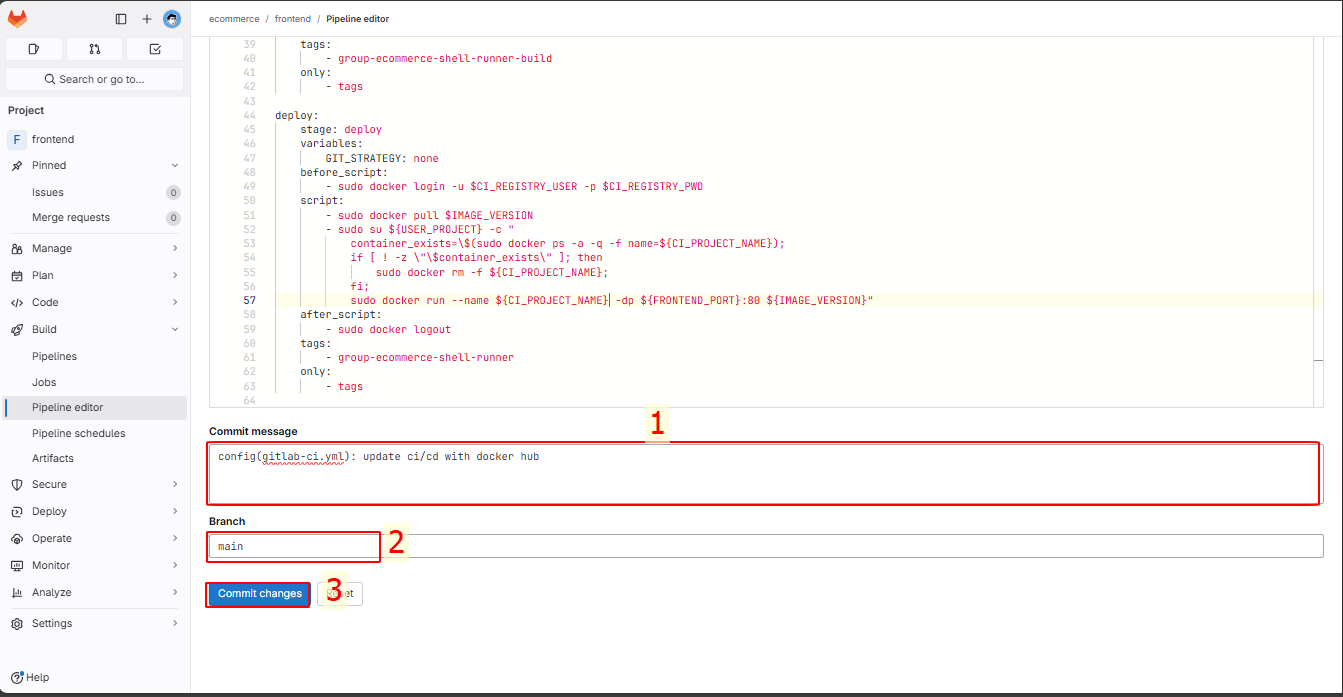 ecommerce / frontend / Pipeline editor
Search or go to...
Project
F frontend
Pinned
Issues 0
Merge requests 0
Manage
Plan
Code
Build
Pipelines
Jobs
Pipeline editor
Pipeline schedules
Artifacts
Secure
Deploy
Operate
Monitor
Analyze
Settings
Help
39 tags:
40 - group-ecommerce-shell-runner-build
41 only:
42 - tags
43
44 deploy:
45 stage: deploy
46 variables:
47 GIT_STRATEGY: none
48 before_script:
49 - sudo docker login -u $CI_REGISTRY_USER -p $CI_REGISTRY_PWD
50 script:
51 - sudo docker pull $IMAGE_VERSION
52 - sudo su ${USER_PROJECT} -c "
53 container_exists=\$(sudo docker ps -a -q -f name=${CI_PROJECT_NAME});
54 if [ ! -z \"\$container_exists\" ]; then
55 sudo docker rm -f ${CI_PROJECT_NAME};
56 fi;
57 sudo docker run --name ${CI_PROJECT_NAME} -dp ${FRONTEND_PORT}:80 ${IMAGE_VERSION}"
58 after_script:
59 - sudo docker logout
60 tags:
61 - group-ecommerce-shell-runner
62 only:
63 - tags
64
1
Commit message
config(gitlab-ci.yml): update ci/cd with docker hub
Branch
main
2
Commit changes
3